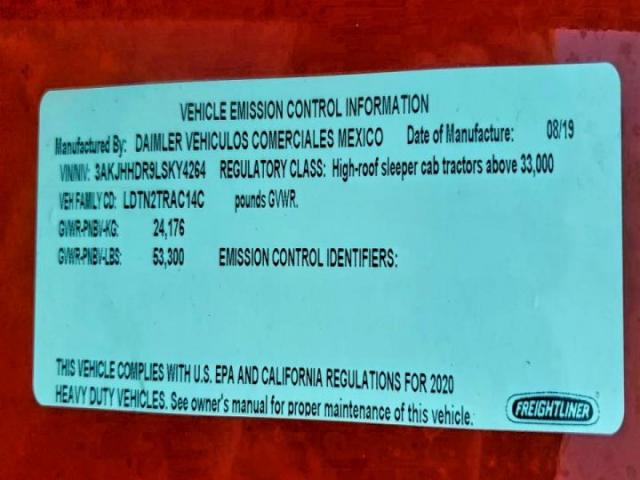 VEHICLE EMISSION CONTROL INFORMATION
Manufactured By: DAIMLER VEHICULOS COMERCIALES MEXICO Date of Manufacture: 08/19
VIN/NIV: 3AKJHHDR9LSKY4264 REGULATORY CLASS: High-roof sleeper cab tractors above 33,000
VEH FAMILY CD: LDTN2TRAC14C pounds GVWR.
GVWR-PNBV-KG: 24,176
GVWR-PNBV-LBS: 53,300 EMISSION CONTROL IDENTIFIERS:
THIS VEHICLE COMPLIES WITH U.S. EPA AND CALIFORNIA REGULATIONS FOR 2020
HEAVY DUTY VEHICLES. See owner's manual for proper maintenance of this vehicle.
FREIGHTLINER